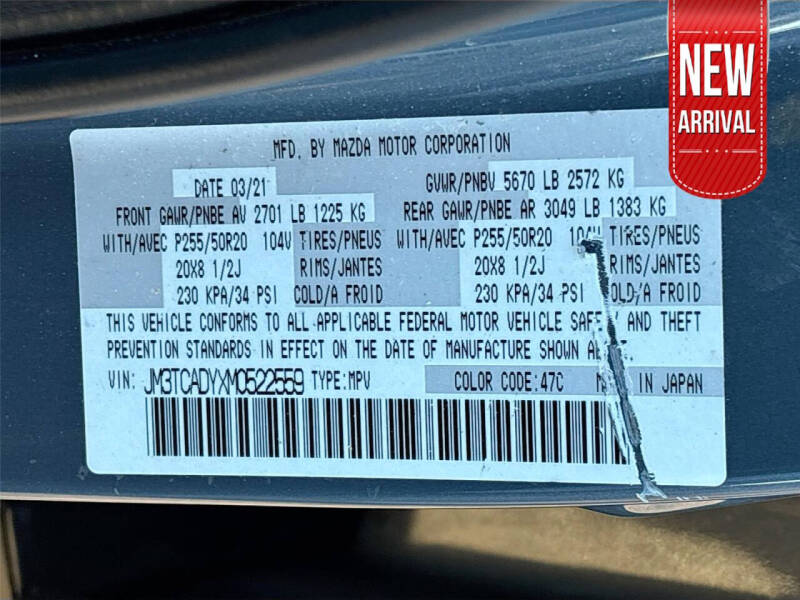 NEW
ARRIVAL
MFD. BY MAZDA MOTOR CORPORATION
DATE 03/21 GVWR/PNBV 5670 LB 2572 KG
FRONT GAWR/PNBE AV 2701 LB 1225 KG REAR GAWR/PNBE AR 3049 LB 1383 KG
WITH/AVEC P255/50R20 104V TIRES/PNEUS WITH/AVEC P255/50R20 104V TIRES/PNEUS
20X8 1/2J RIMS/JANTES 20X8 1/2J RIMS/JANTES
230 KPA/34 PSI COLD/A FROID 230 KPA/34 PSI COLD/A FROID
THIS VEHICLE CONFORMS TO ALL APPLICABLE FEDERAL MOTOR VEHICLE SAFETY AND THEFT
PREVENTION STANDARDS IN EFFECT ON THE DATE OF MANUFACTURE SHOWN
VIN: JM3TCADYXM0522559 TYPE:MPV COLOR CODE:47C IN JAPAN